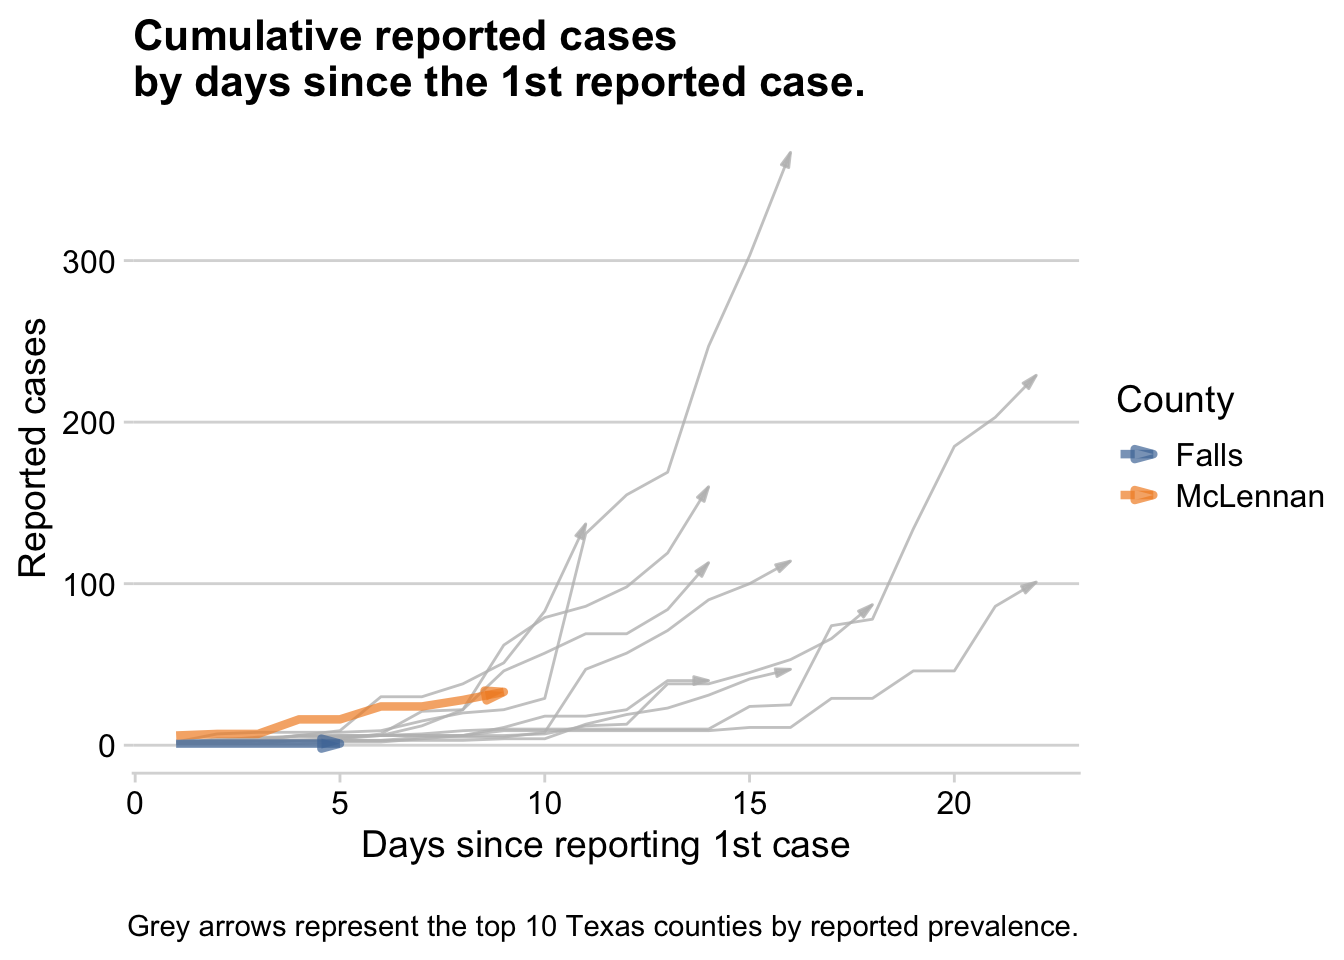 Cumulative reported cases
by days since the 1st reported case.
Reported cases
300
200
100
0
0 5 10 15 20
Days since reporting 1st case
County
Falls
McLennan
Grey arrows represent the top 10 Texas counties by reported prevalence.